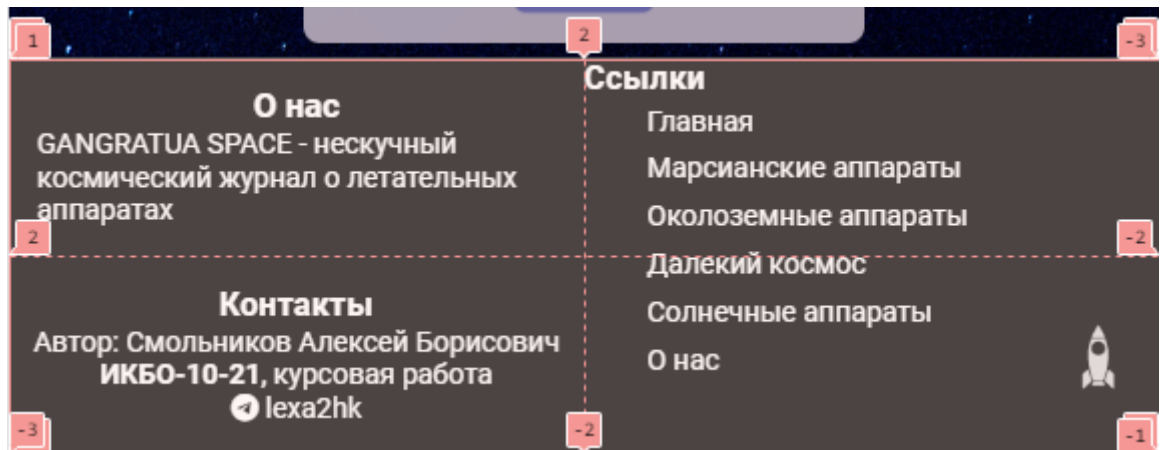 1
2
-3
О нас
GANGRATUA SPACE - нескучный
космический журнал о летательных
аппаратах
2
Контакты
Автор: Смольников Алексей Борисович
ИКБО-10-21, курсовая работа
lexa2hk
-3
Ссылки
Главная
Марсианские аппараты
Околоземные аппараты
-2
Далекий космос
Солнечные аппараты
О нас
-2
-1